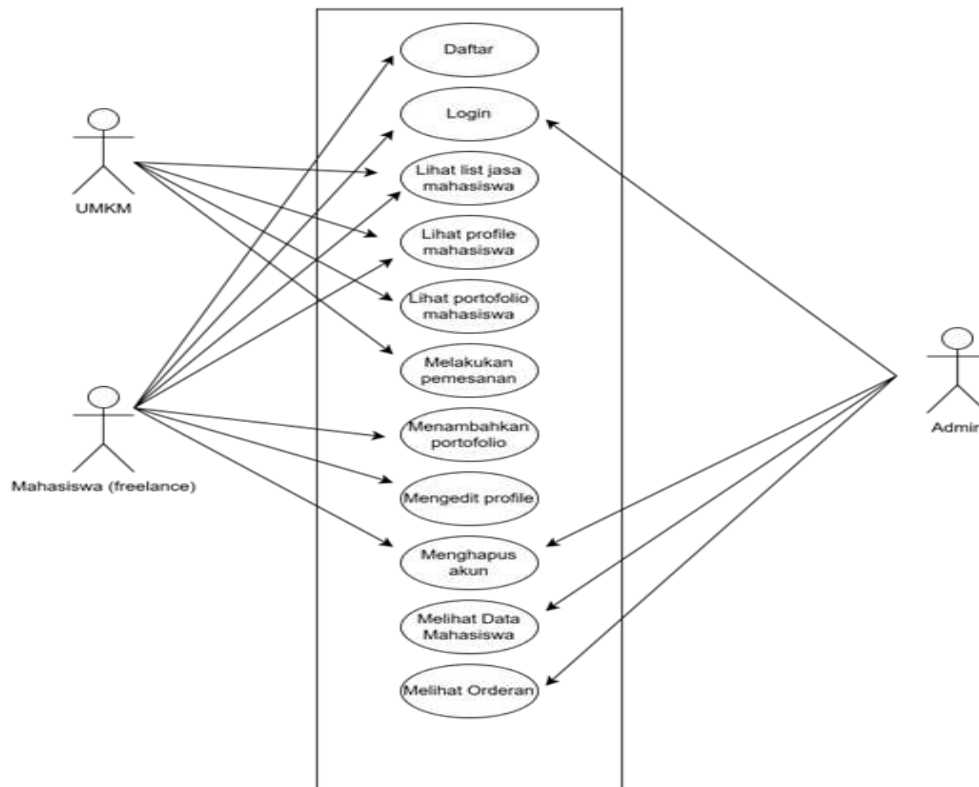 Daftar
Login
Lihat list jasa
mahasiswa
UMKM
Lihat profile
mahasiswa
Lihat portofolio
mahasiswa
Melakukan
pemesanan
Admin
Menambahkan
portofolio
Mahasiswa (freelance)
Mengedit profile
Menghapus
akun
Melihat Data
Mahasiswa
Melihat Orderan